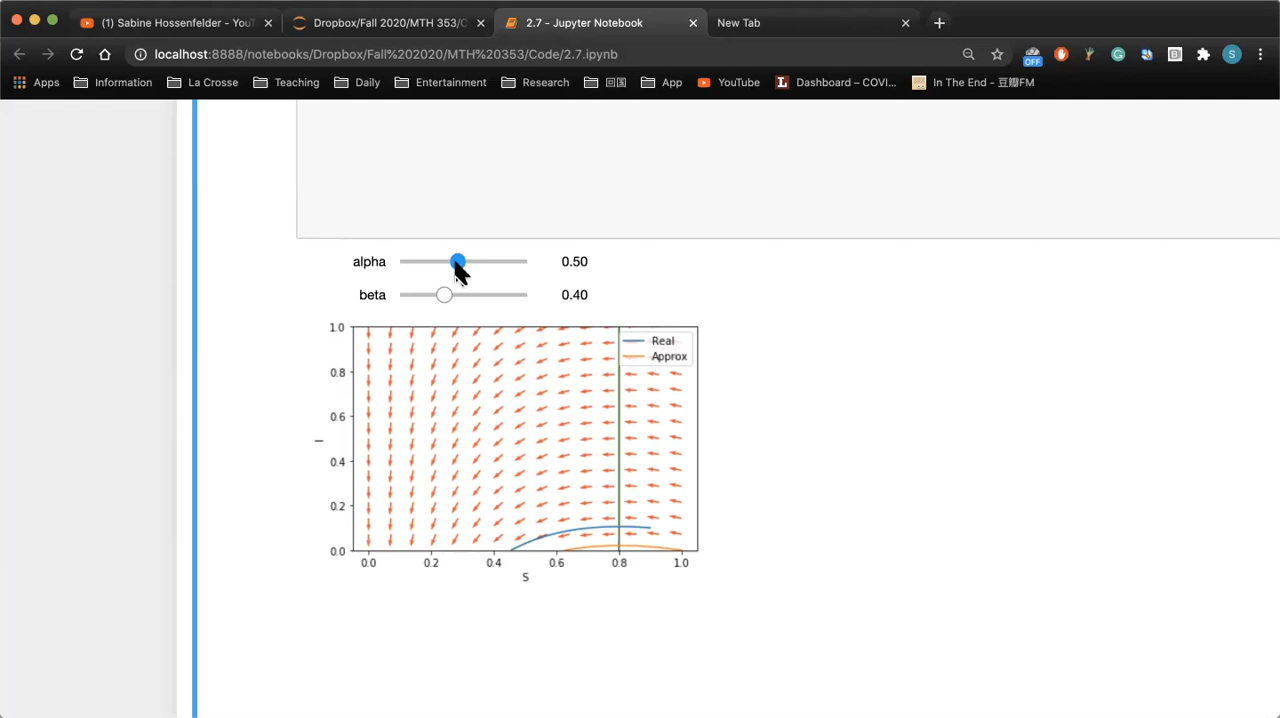 (1) Sabine Hossenfelder - YouT
Dropbox/Fall 2020/MTH 353/C
2.7 - Jupyter Notebook
New Tab
localhost:8888/notebooks/Dropbox/Fall%202020/MTH%20353/Code/2.7.ipynb
OFF
S
Apps
Information
La Crosse
Teaching
Daily
Entertainment
Research
回国
App
YouTube
Dashboard – COVI...
In The End - 豆瓣FM
alpha
0.50
beta
0.40
1.0
0.8
0.6
0.4
0.2
0.0
I
Real
Approx
0.0 0.2 0.4 0.6 0.8 1.0
S